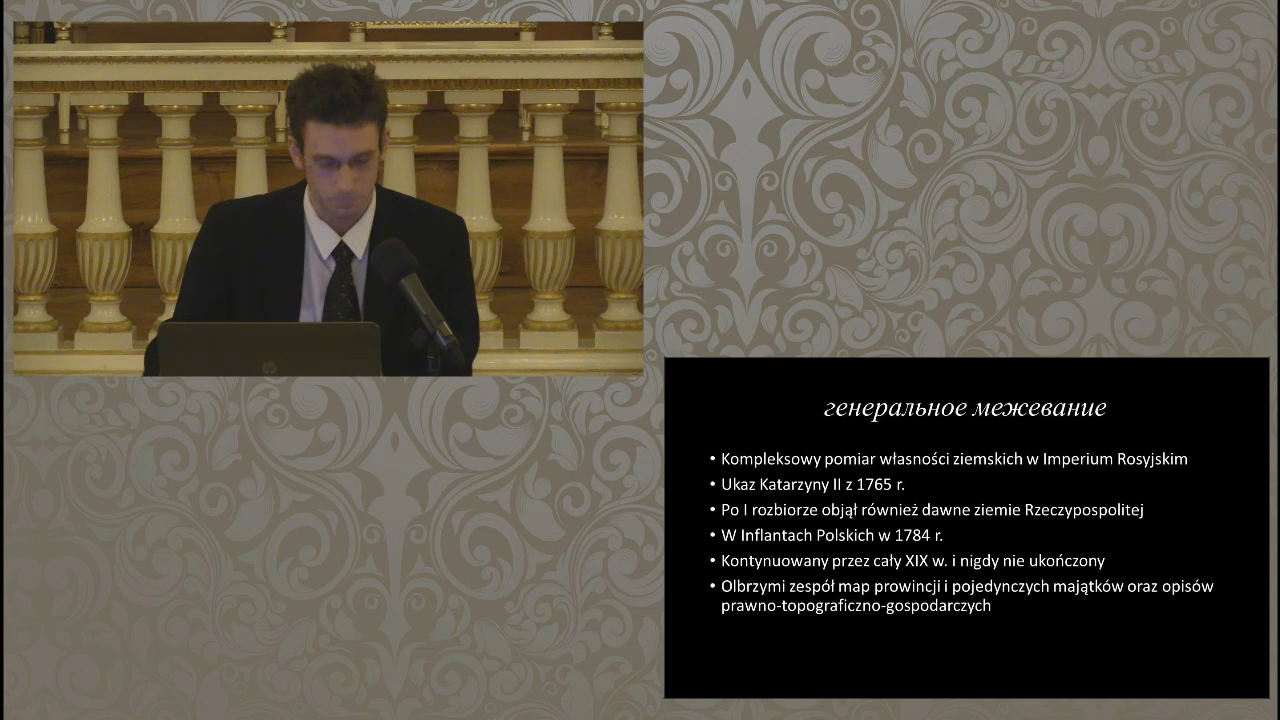 генеральное межевание
• Kompleksowy pomiar własności ziemskich w Imperium Rosyjskim
• Ukaz Katarzyny II z 1765 r.
• Po I rozbiorze objął również dawne ziemie Rzeczypospolitej
• W Inflantach Polskich w 1784 r.
• Kontynuowany przez cały XIX w. i nigdy nie ukończony
• Olbrzymi zespół map prowincji i pojedynczych majątków oraz opisów
prawno-topograficzno-gospodarczych